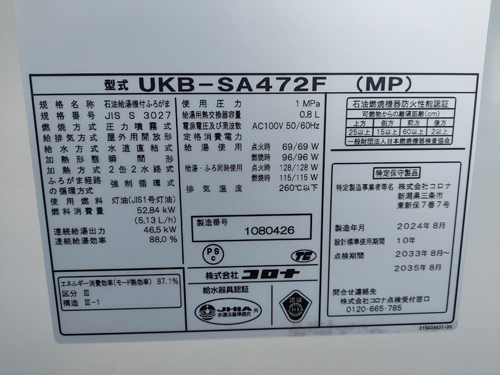 型式 UKB-SA472F (MP)
規格名称 石油給湯機付ふろがま
規格番号 JIS S 3027
燃焼方式 圧力噴霧式
給排気方式 屋外用開放形
給水方式 水道直結式
加熱形態 瞬間形
加熱方式 2缶2水路式
ふろがま経路の循環方式 強制循環式
使用燃料 灯油(JIS1号灯油)
燃料消費量 52.84 kW
(5.13 L/h)
連続給湯出力 46.5 kW
連続給湯効率 88.0 %
エネルギー消費効率(モード熱効率) 87.1%
区分 Ⅲ
構造 Ⅲ-1
使用圧力 1 MPa
給湯用熱交換器容量 0.8 L
電源電圧及び周波数 AC100V 50/60Hz
定格消費電力
給湯使用 点火時 69/69 W
燃焼時 96/96 W
給湯・ふろ同時使用 点火時 128/128 W
燃焼時 115/115 W
排気温度 260℃以下
製造番号
1080426
PSC
TC
株式会社 コロナ
給水器具認証
JHIA
石油燃焼機器防火性能認証
可燃物からの離隔距離(cm)
上方 側方 前方 後方
25以上 15以上 60以上 2以上
一般財団法人日本燃焼機器検査協会
特定保守製品
特定製造事業者等名 株式会社コロナ
新潟県三条市
東新保7番7号
製造年月 2024年8月
設計標準使用期間 10年
点検期間 2033年8月〜
2035年8月
問合せ連絡先
株式会社コロナ点検受付窓口
0120-665-785